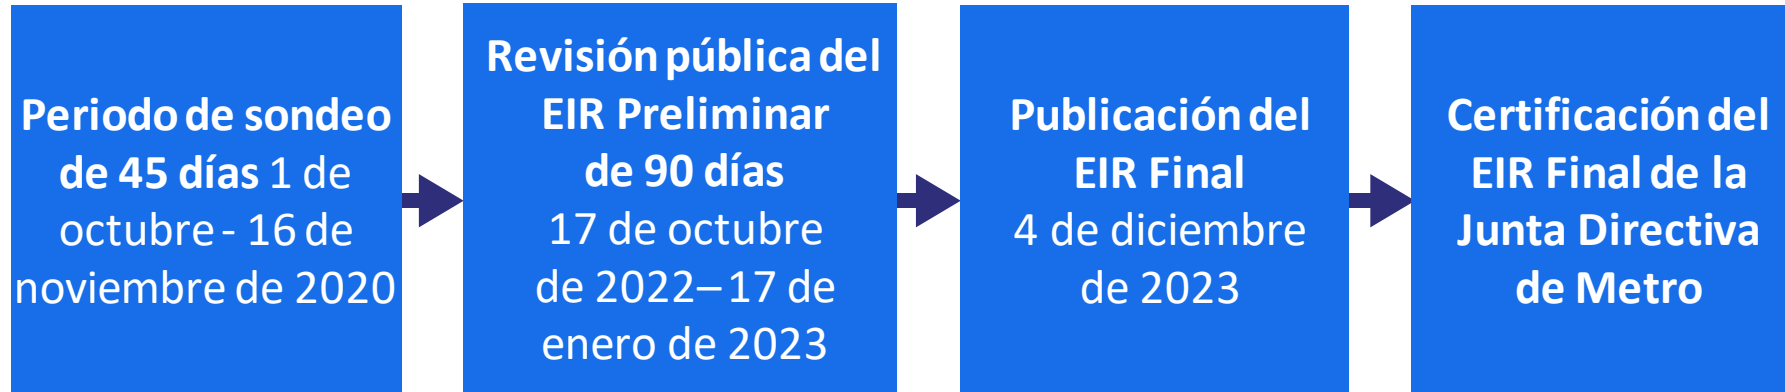 Periodo de sondeo
de 45 días 1 de
octubre - 16 de
noviembre de 2020
Revisión pública del
EIR Preliminar
de 90 días
17 de octubre
de 2022– 17 de
enero de 2023
Publicación del
EIR Final
4 de diciembre
de 2023
Certificación del
EIR Final de la
Junta Directiva
de Metro